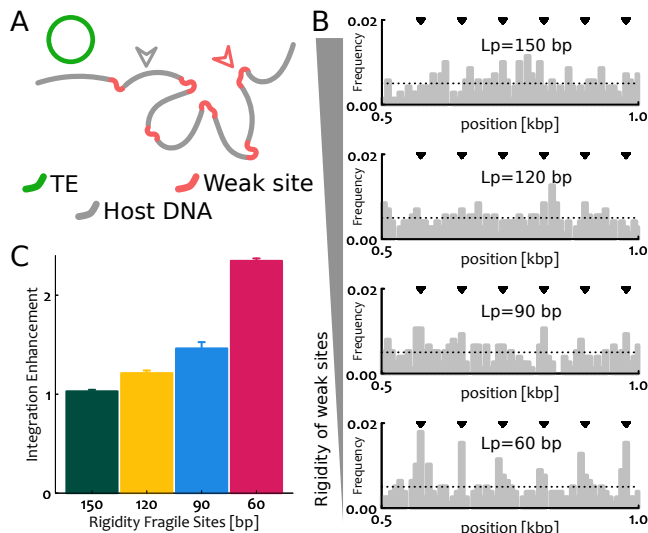 A
TE
Weak site
Host DNA
B
Rigidity of weak sites
0.02
Frequency
Lp=150 bp
0.00
0.5
1.0
position [kbp]
0.02
Frequency
Lp=120 bp
0.00
0.5
1.0
position [kbp]
0.02
Frequency
Lp=90 bp
0.00
0.5
1.0
position [kbp]
0.02
Frequency
Lp=60 bp
0.00
0.5
1.0
position [kbp]
C
Integration Enhancement
2
1
0
150 120 90 60
Rigidity Fragile Sites [bp]